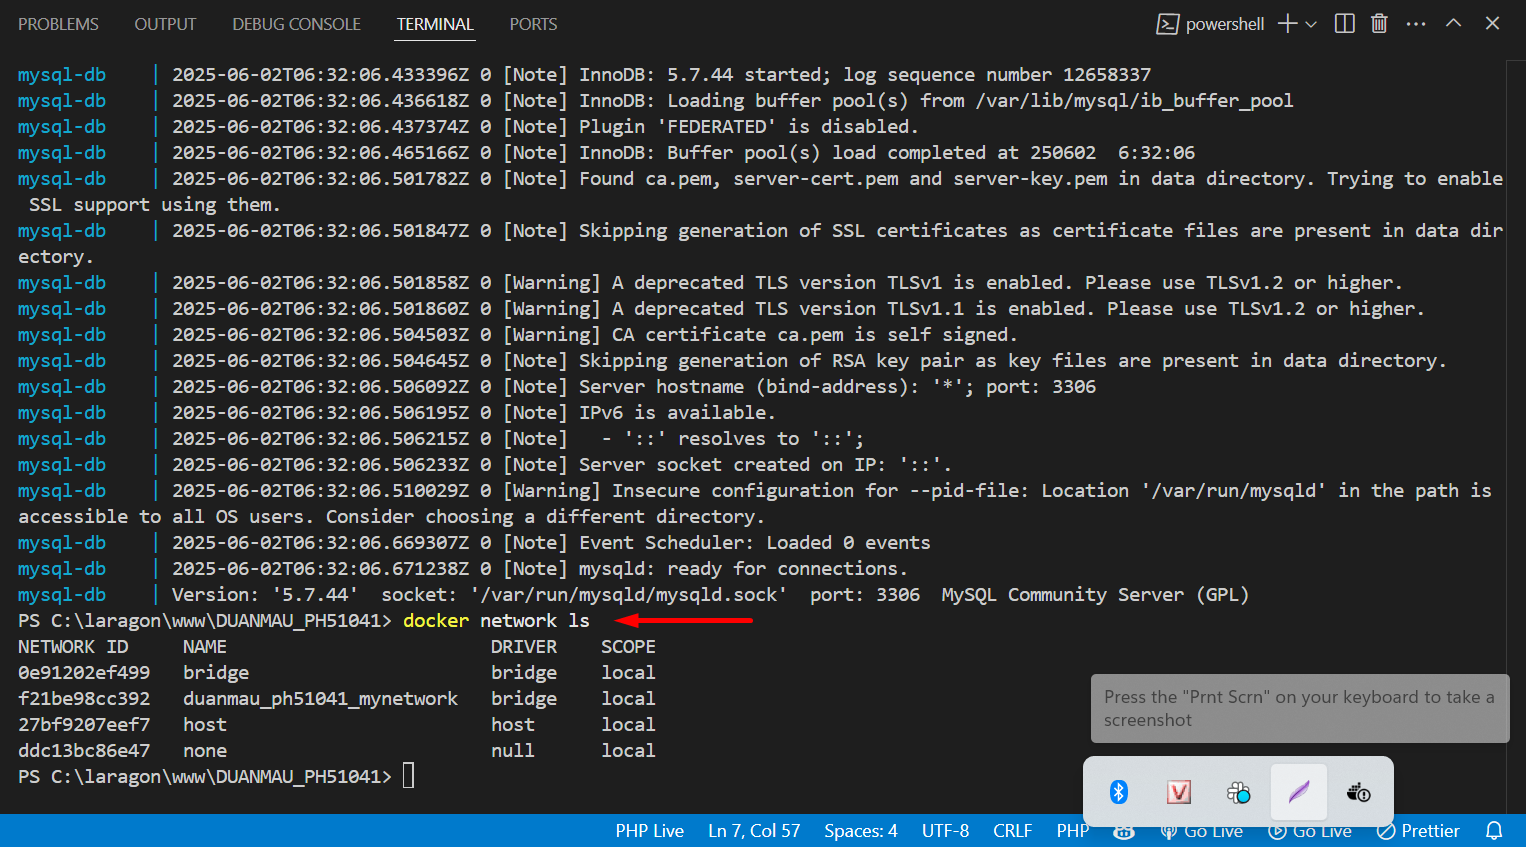 PROBLEMS OUTPUT DEBUG CONSOLE TERMINAL PORTS powershell
mysql-db | 2025-06-02T06:32:06.433396Z 0 [Note] InnoDB: 5.7.44 started; log sequence number 12658337
mysql-db | 2025-06-02T06:32:06.436618Z 0 [Note] InnoDB: Loading buffer pool(s) from /var/lib/mysql/ib_buffer_pool
mysql-db | 2025-06-02T06:32:06.437374Z 0 [Note] Plugin 'FEDERATED' is disabled.
mysql-db | 2025-06-02T06:32:06.465166Z 0 [Note] InnoDB: Buffer pool(s) load completed at 250602  6:32:06
mysql-db | 2025-06-02T06:32:06.501782Z 0 [Note] Found ca.pem, server-cert.pem and server-key.pem in data directory. Trying to enable
SSL support using them.
mysql-db | 2025-06-02T06:32:06.501847Z 0 [Note] Skipping generation of SSL certificates as certificate files are present in data dir
ectory.
mysql-db | 2025-06-02T06:32:06.501858Z 0 [Warning] A deprecated TLS version TLSv1 is enabled. Please use TLSv1.2 or higher.
mysql-db | 2025-06-02T06:32:06.501860Z 0 [Warning] A deprecated TLS version TLSv1.1 is enabled. Please use TLSv1.2 or higher.
mysql-db | 2025-06-02T06:32:06.504503Z 0 [Warning] CA certificate ca.pem is self signed.
mysql-db | 2025-06-02T06:32:06.504645Z 0 [Note] Skipping generation of RSA key pair as key files are present in data directory.
mysql-db | 2025-06-02T06:32:06.506092Z 0 [Note] Server hostname (bind-address): '*'; port: 3306
mysql-db | 2025-06-02T06:32:06.506195Z 0 [Note] IPv6 is available.
mysql-db | 2025-06-02T06:32:06.506215Z 0 [Note]   - '::' resolves to '::';
mysql-db | 2025-06-02T06:32:06.506233Z 0 [Note] Server socket created on IP: '::'.
mysql-db | 2025-06-02T06:32:06.510029Z 0 [Warning] Insecure configuration for --pid-file: Location '/var/run/mysqld' in the path is
accessible to all OS users. Consider choosing a different directory.
mysql-db | 2025-06-02T06:32:06.669307Z 0 [Note] Event Scheduler: Loaded 0 events
mysql-db | 2025-06-02T06:32:06.671238Z 0 [Note] mysqld: ready for connections.
mysql-db | Version: '5.7.44'  socket: '/var/run/mysqld/mysqld.sock'  port: 3306  MySQL Community Server (GPL)
PS C:\laragon\www\DUANMAU_PH51041> docker network ls
NETWORK ID   NAME   DRIVER   SCOPE
0e91202ef499   bridge   bridge   local
f21be98cc392   duanmau_ph51041_mynetwork   bridge   local
27bf9207eef7   host   host   local
ddc13bc86e47   none   null   local
PS C:\laragon\www\DUANMAU_PH51041>
Press the "Prnt Scrn" on your keyboard to take a
screenshot
PHP Live Ln 7, Col 57 Spaces: 4 UTF-8 CRLF PHP Go Live Go Live Prettier